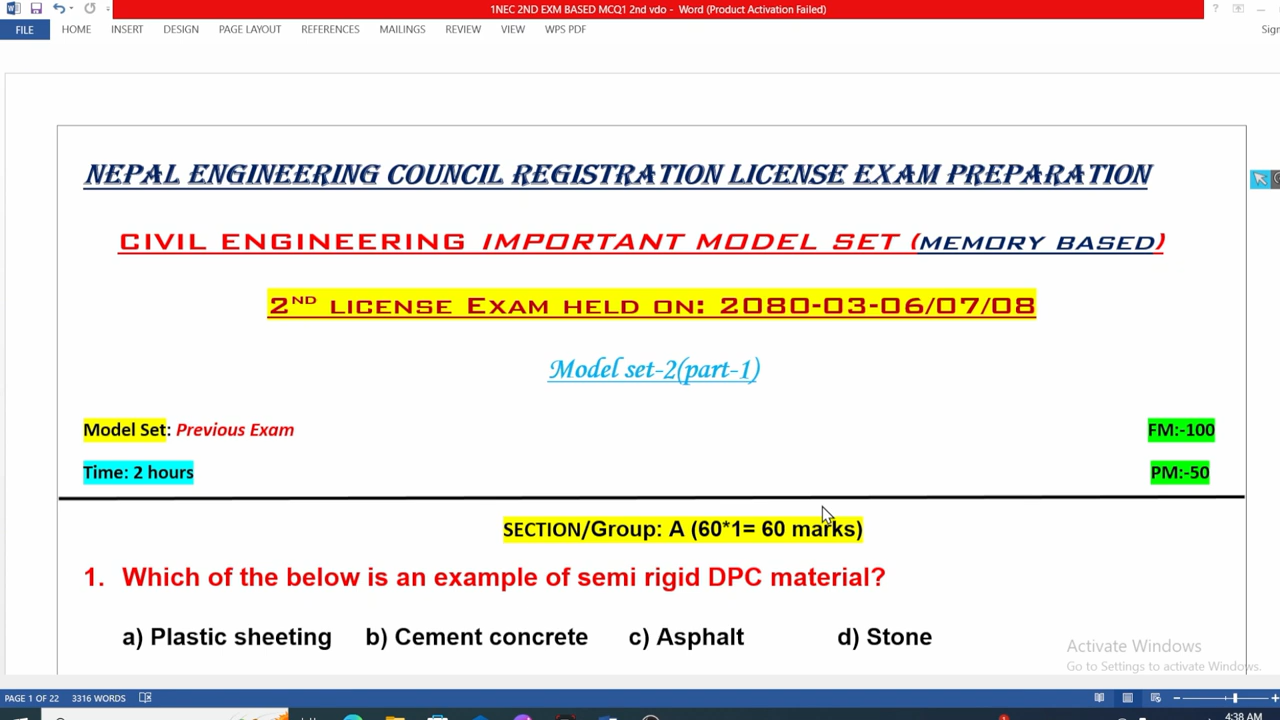 1NEC 2ND EXM BASED MCQ1 2nd vdo - Word (Product Activation Failed)
FILE HOME INSERT DESIGN PAGE LAYOUT REFERENCES MAILINGS REVIEW VIEW WPS PDF
NEPAL ENGINEERING COUNCIL REGISTRATION LICENSE EXAM PREPARATION
CIVIL ENGINEERING IMPORTANT MODEL SET (MEMORY BASED)
2ND LICENSE EXAM HELD ON: 2080-03-06/07/08
Model set-2(part-1)
Model Set: Previous Exam FM:-100
Time: 2 hours PM:-50
SECTION/Group: A (60*1= 60 marks)
1. Which of the below is an example of semi rigid DPC material?
a) Plastic sheeting b) Cement concrete c) Asphalt d) Stone
Activate Windows
Go to Settings to activate Windows.
PAGE 1 OF 22 3316 WORDS
4:38 AM